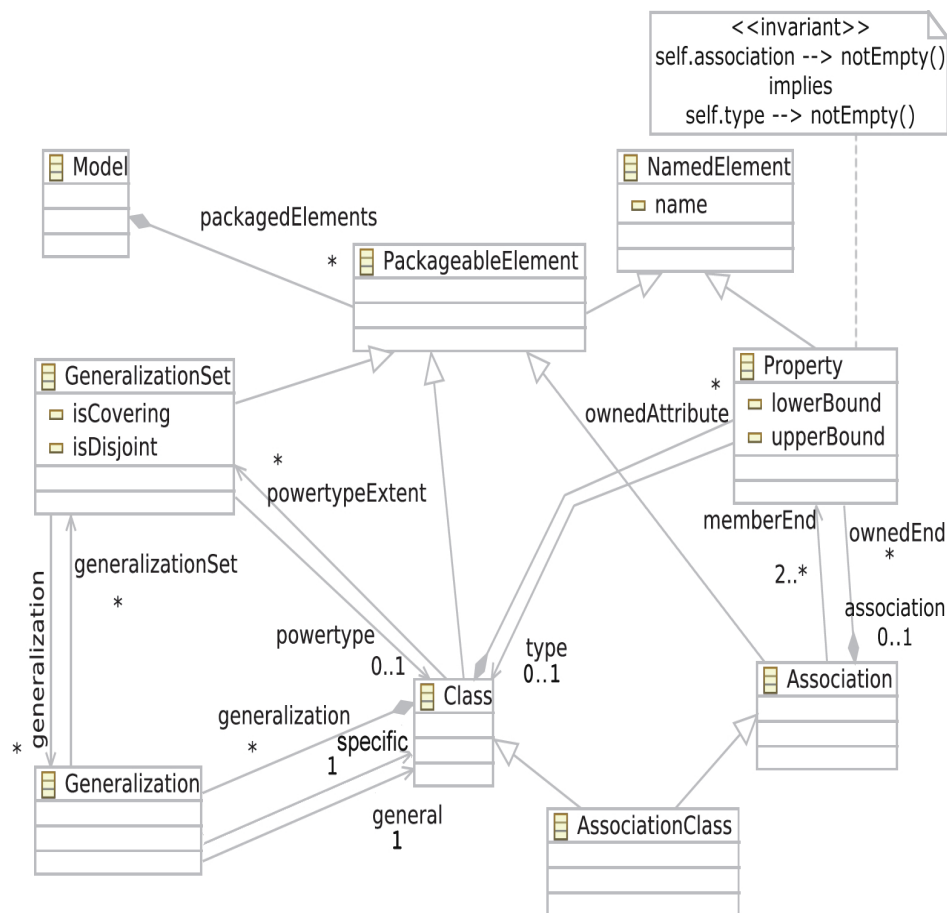 <<invariant>>
self.association --> notEmpty()
implies
self.type --> notEmpty()
Model
NamedElement
name
packagedElements
*
PackageableElement
GeneralizationSet
isCovering
isDisjoint
Property
lowerBound
upperBound
*
ownedAttribute
*
powertypeExtent
memberEnd
2..*
ownedEnd
*
generalizationSet
*
generalization
*
association
0..1
powertype
0..1
type
0..1
Class
Association
generalization
*
specific
1
general
1
Generalization
AssociationClass